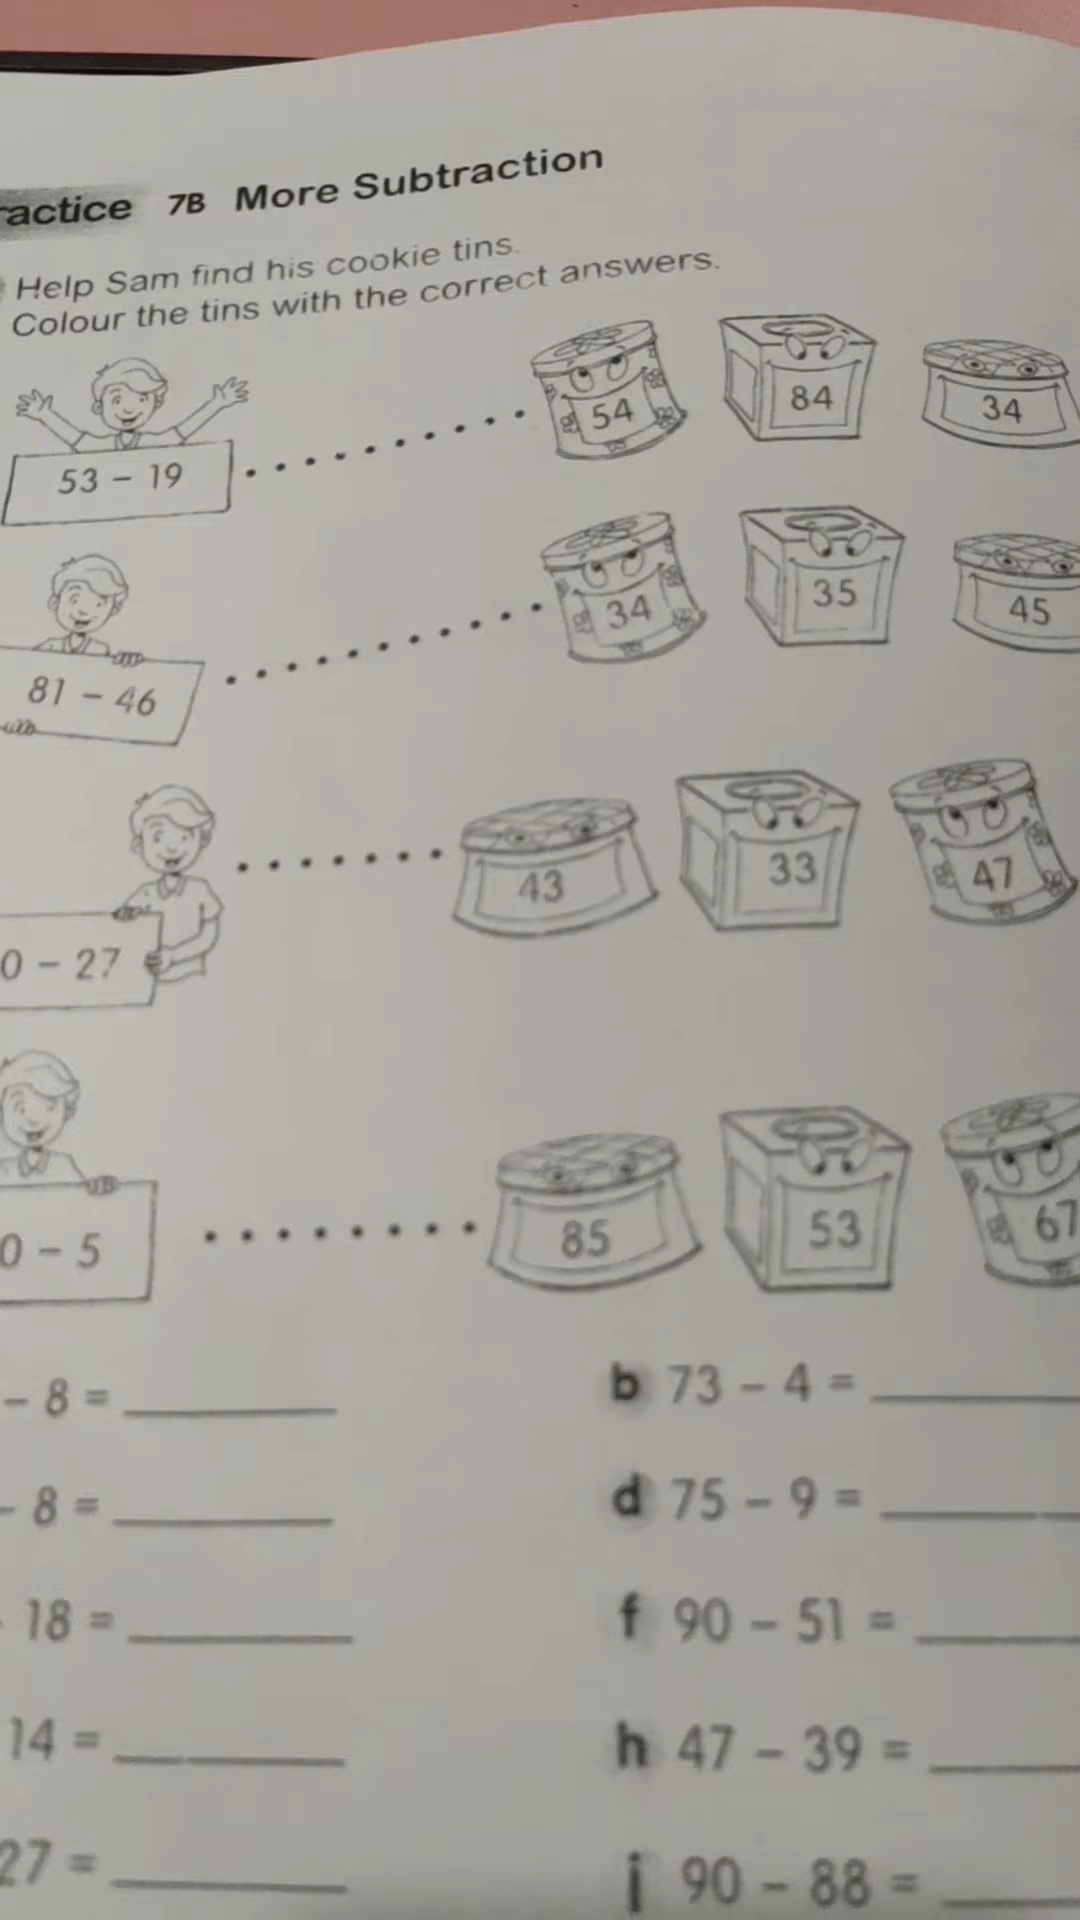 actice 7B More Subtraction
Help Sam find his cookie tins.
Colour the tins with the correct answers.
53 – 19 54 84 34
81 – 46 34 35 45
0 – 27 43 33 47
0 – 5 85 53 67
– 8 = b 73 – 4 =
– 8 = d 75 – 9 =
18 = f 90 – 51 =
14 = h 47 – 39 =
27 = j 90 – 88 =